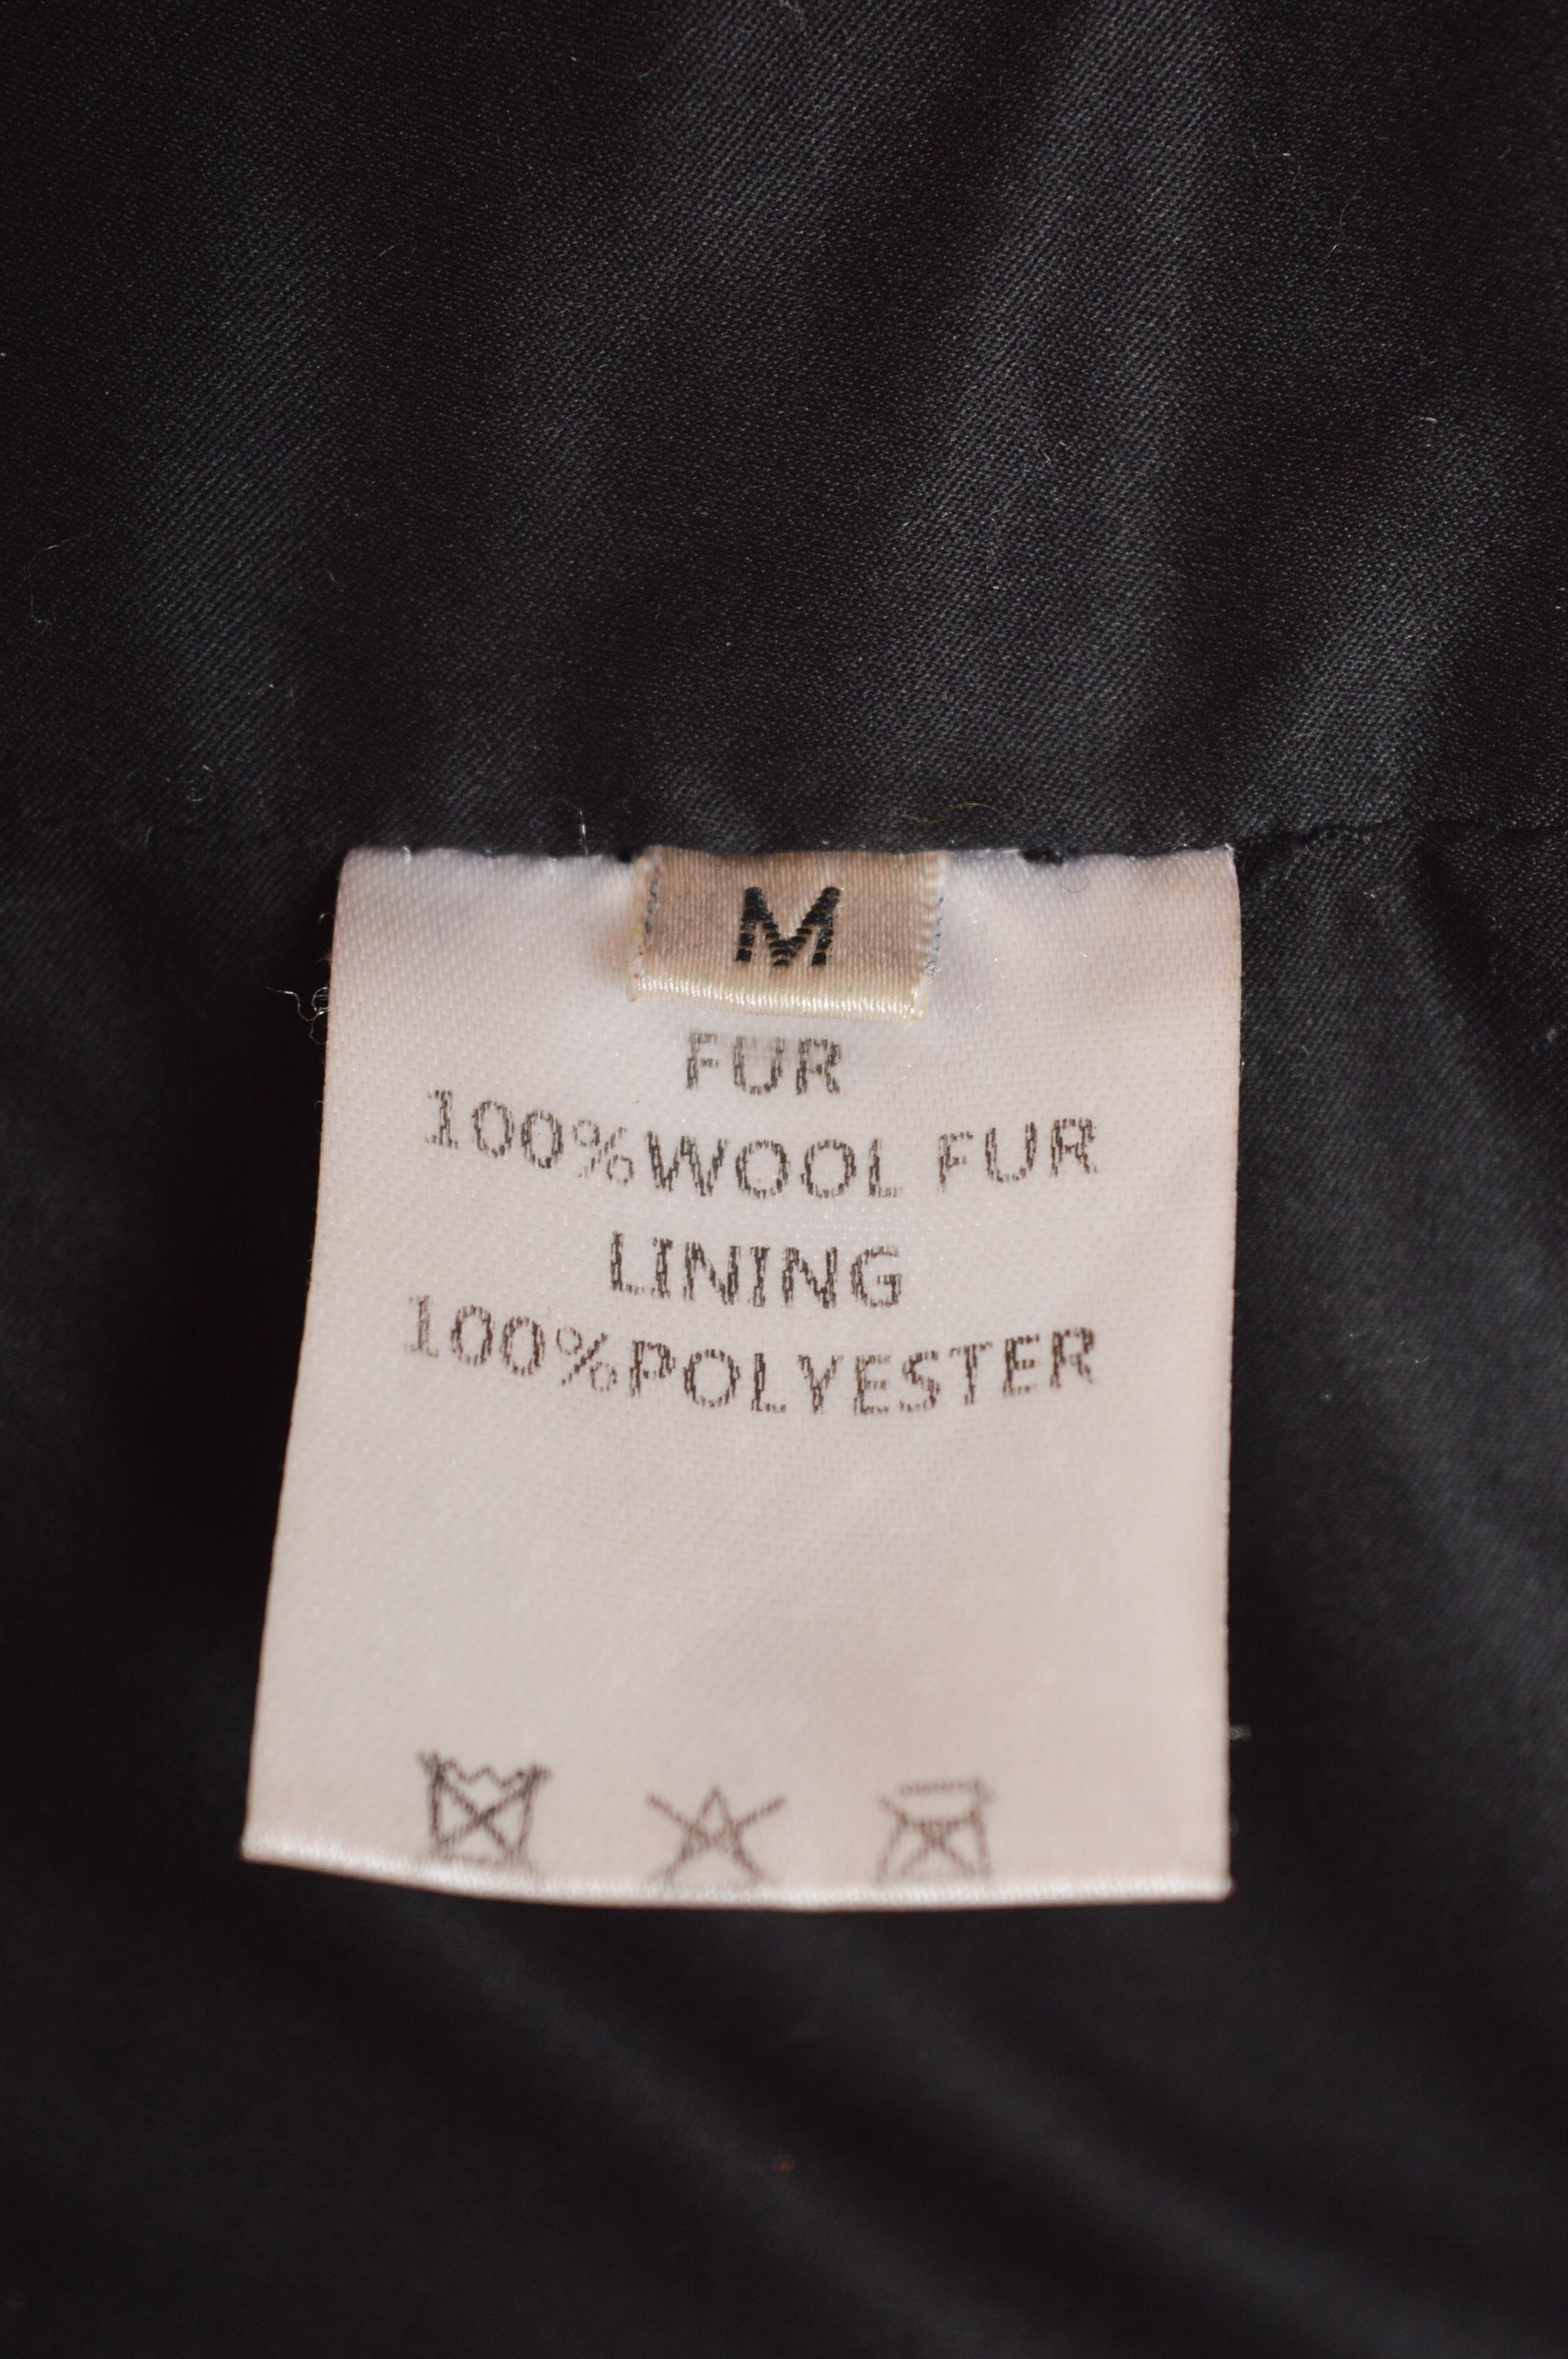 M
FUR
100%WOOL FUR
LINING
100%POLYESTER